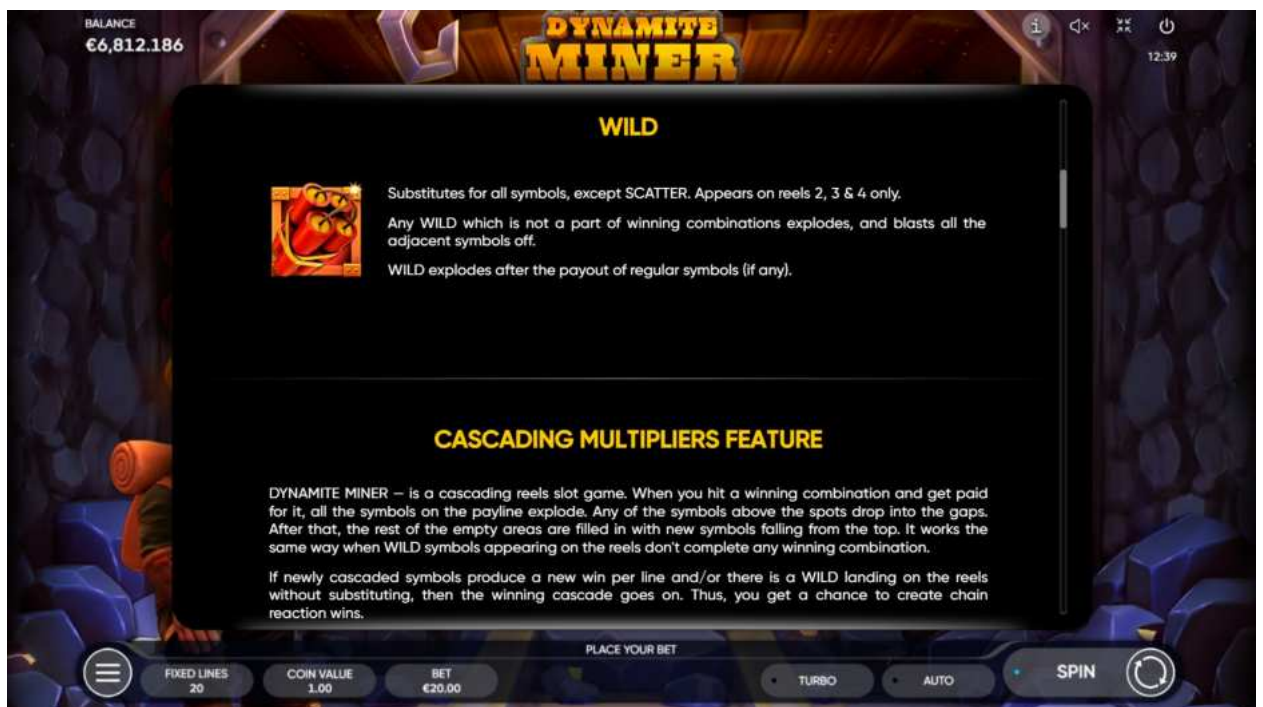 BALANCE
€6,812.186
DYNAMITE
MINER
12:39
WILD
Substitutes for all symbols, except SCATTER. Appears on reels 2, 3 & 4 only.
Any WILD which is not a part of winning combinations explodes, and blasts all the
adjacent symbols off.
WILD explodes after the payout of regular symbols (if any).
CASCADING MULTIPLIERS FEATURE
DYNAMITE MINER — is a cascading reels slot game. When you hit a winning combination and get paid
for it, all the symbols on the payline explode. Any of the symbols above the spots drop into the gaps.
After that, the rest of the empty areas are filled in with new symbols falling from the top. It works the
same way when WILD symbols appearing on the reels don't complete any winning combination.
If newly cascaded symbols produce a new win per line and/or there is a WILD landing on the reels
without substituting, then the winning cascade goes on. Thus, you get a chance to create chain
reaction wins.
PLACE YOUR BET
FIXED LINES
20
COIN VALUE
1.00
BET
€20.00
TURBO
AUTO
SPIN